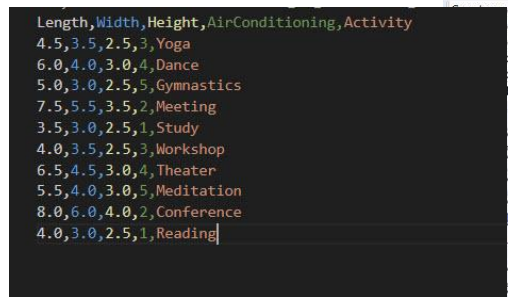 Length,Width,Height,AirConditioning,Activity
4.5,3.5,2.5,3,Yoga
6.0,4.0,3.0,4,Dance
5.0,3.0,2.5,5,Gymnastics
7.5,5.5,3.5,2,Meeting
3.5,3.0,2.5,1,Study
4.0,3.5,2.5,3,Workshop
6.5,4.5,3.0,4,Theater
5.5,4.0,3.0,5,Meditation
8.0,6.0,4.0,2,Conference
4.0,3.0,2.5,1,Reading